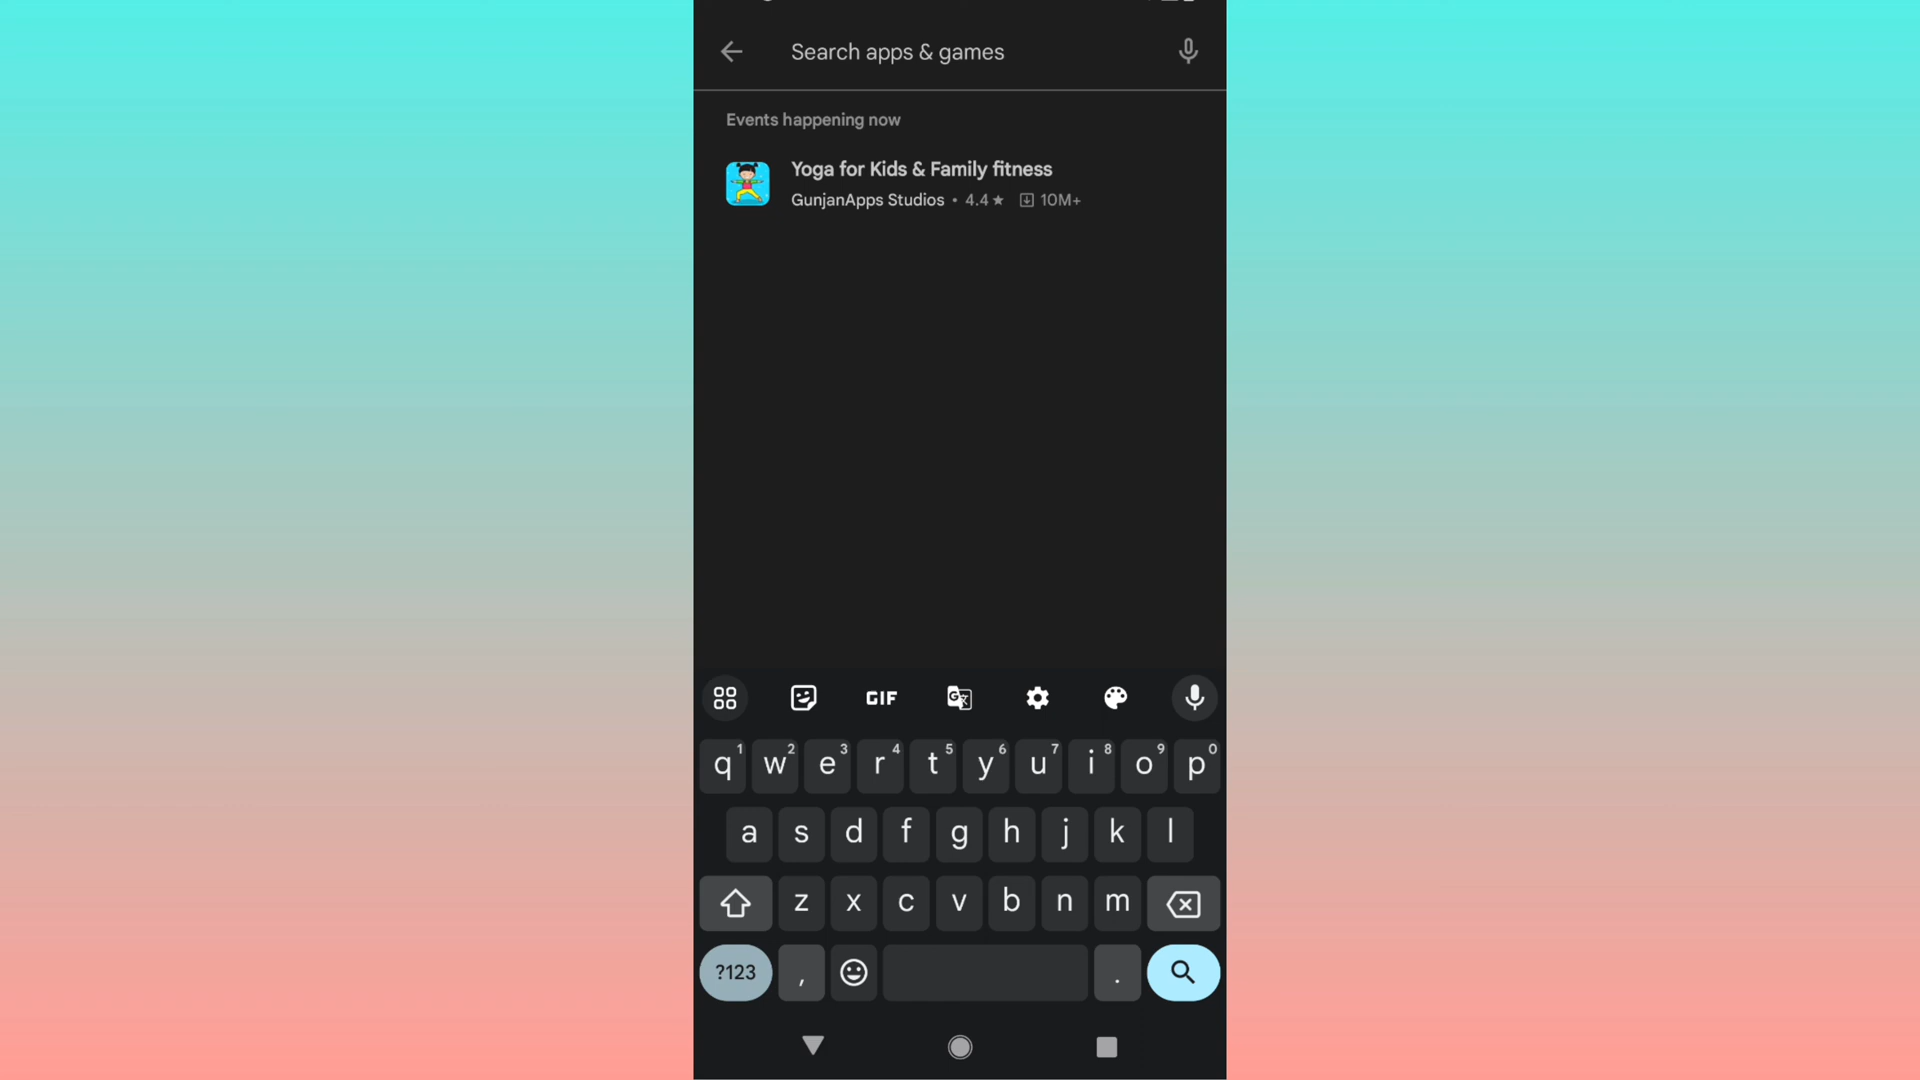 Search apps & games
Events happening now
Yoga for Kids & Family fitness
GunjanApps Studios • 4.4★ 10M+
GIF
q1 w2 e3 r4 t5 y6 u7 i8 o9 p0
a s d f g h j k l
z x c v b n m
?123 , .